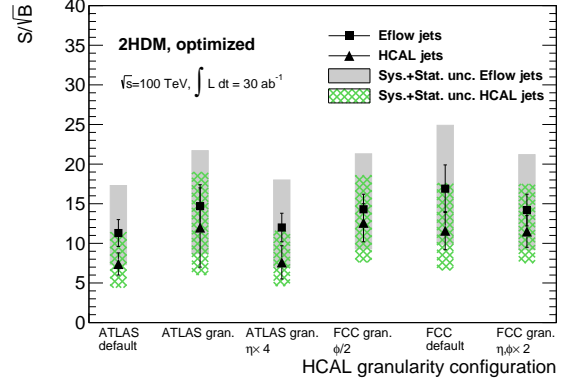 S/√B
40
35
30
25
20
15
10
5
0
2HDM, optimized
√s=100 TeV, ∫ L dt = 30 ab⁻¹
Eflow jets
HCAL jets
Sys.+Stat. unc. Eflow jets
Sys.+Stat. unc. HCAL jets
ATLAS default
ATLAS gran.
ATLAS gran. η× 4
FCC gran. ϕ/2
FCC default
FCC gran. η,ϕ× 2
HCAL granularity configuration